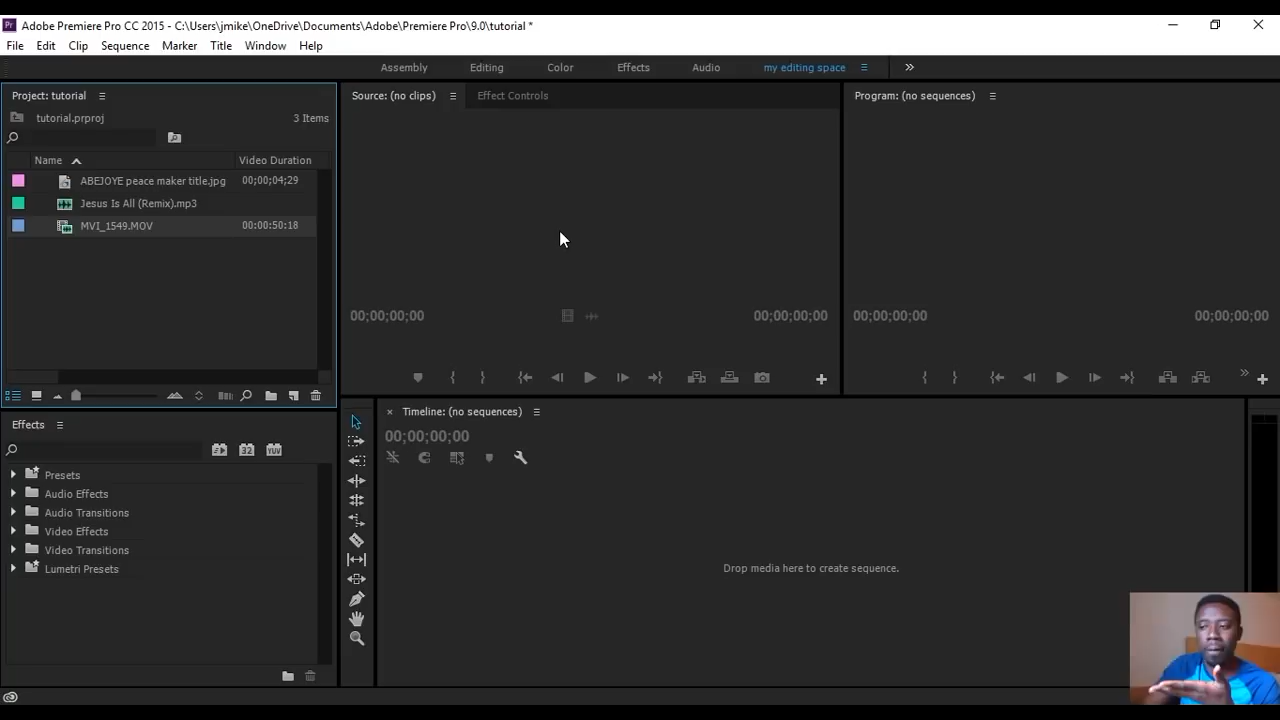 Pr Adobe Premiere Pro CC 2015 - C:\Users\jmike\OneDrive\Documents\Adobe\Premiere Pro\9.0\tutorial *
File Edit Clip Sequence Marker Title Window Help
Assembly Editing Color Effects Audio my editing space
Project: tutorial
tutorial.prproj 3 Items
Name Video Duration
ABEJOYE peace maker title.jpg 00;00;04;29
Jesus Is All (Remix).mp3
MVI_1549.MOV 00:00:50:18
Source: (no clips) Effect Controls
00;00;00;00 00;00;00;00
Program: (no sequences)
00;00;00;00 00;00;00;00
Effects
32 YUV
Presets
Audio Effects
Audio Transitions
Video Effects
Video Transitions
Lumetri Presets
× Timeline: (no sequences)
00;00;00;00
Drop media here to create sequence.